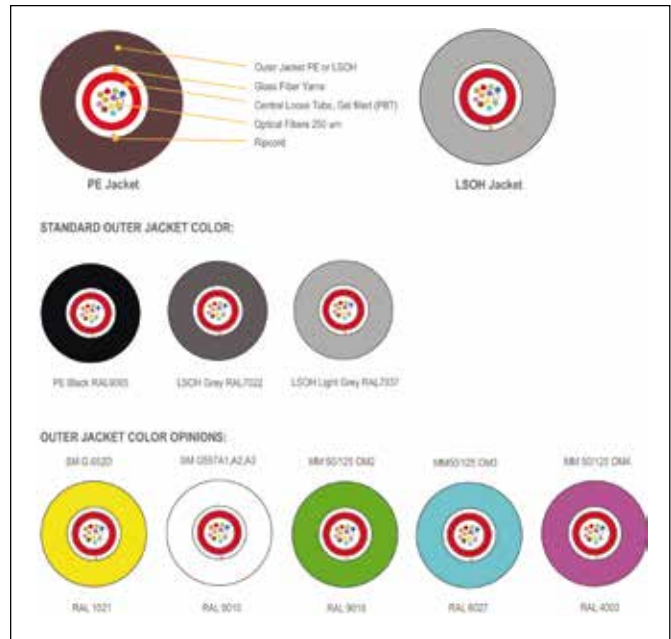 Outer Jacket PE or LSOH
Glass Fiber Yarns
Central Loose Tube, Gel filled (PBT)
Optical Fibers 250 um
Ripcord
PE Jacket
LSOH Jacket
STANDARD OUTER JACKET COLOR:
PE Black RAL9005
LSOH Grey RAL7022
LSOH Light Grey RAL7037
OUTER JACKET COLOR OPINIONS:
SM G.652D
SM G657A1,A2,A3
MM 50/125 OM2
MM50/125 OM3
MM 50/125 OM4
RAL 1021
RAL 9010
RAL 6018
RAL 6027
RAL 4003